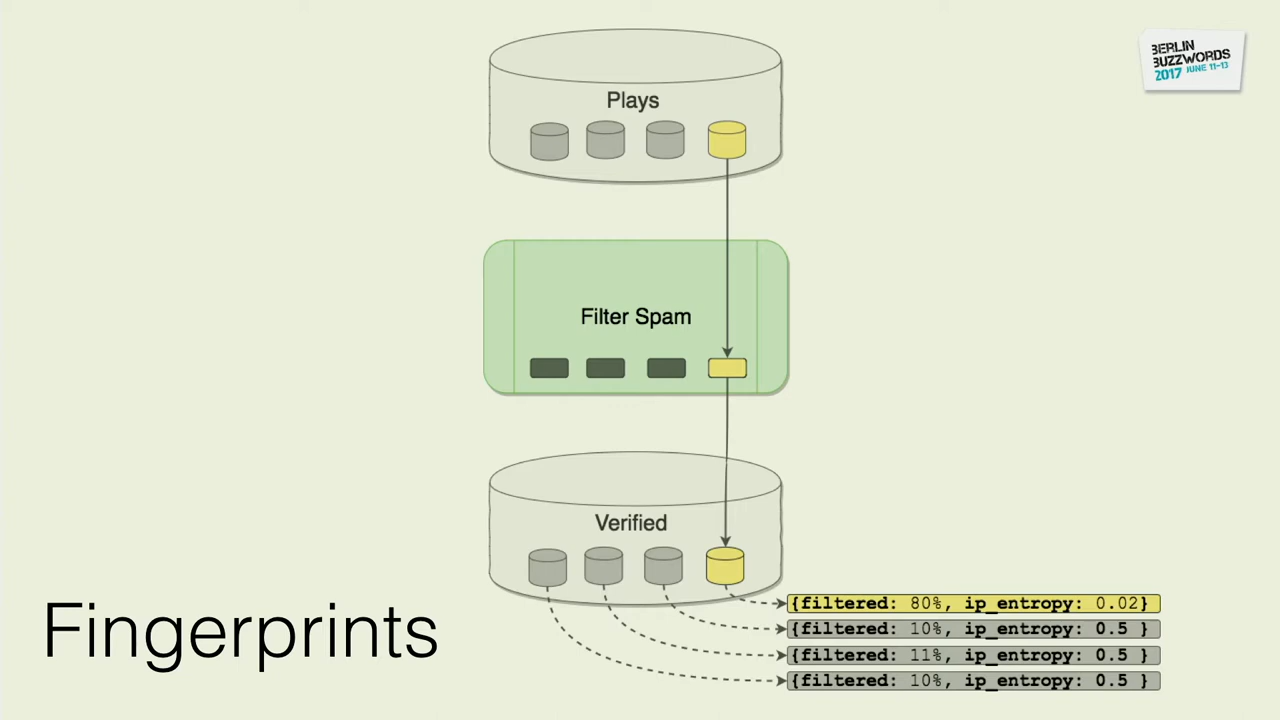 BERLIN
BUZZWORDS
2017 JUNE 11-13
Plays
Filter Spam
Verified
{filtered: 80%, ip_entropy: 0.02}
{filtered: 10%, ip_entropy: 0.5 }
{filtered: 11%, ip_entropy: 0.5 }
{filtered: 10%, ip_entropy: 0.5 }
Fingerprints